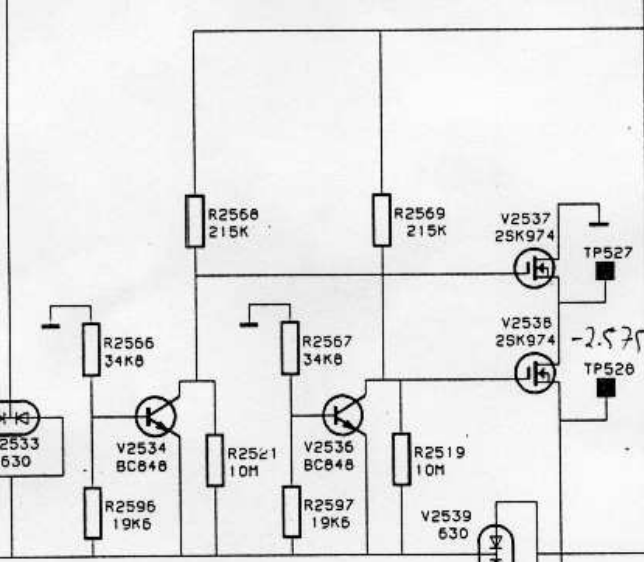 R2568
215K
R2569
215K
V2537
2SK974
TP527
V2538
2SK974
-2.575
TP528
R2566
34K8
R2567
34K8
2533
630
V2534
BC848
R2521
10M
V2536
BC848
R2519
10M
R2596
19K6
R2597
19K6
V2539
630